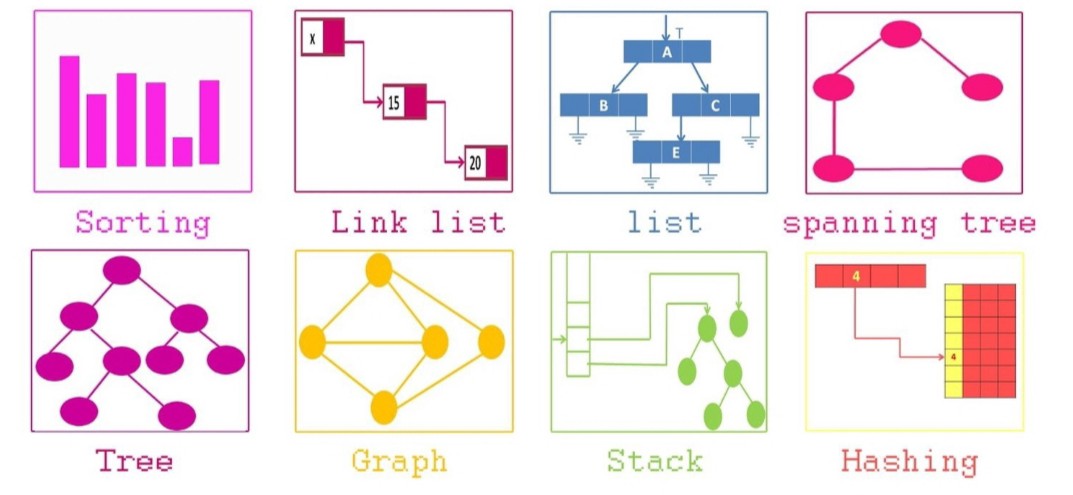 x
15
20
T
A
B
C
E
Sorting
Link list
list
spanning tree
4
4
Tree
Graph
Stack
Hashing